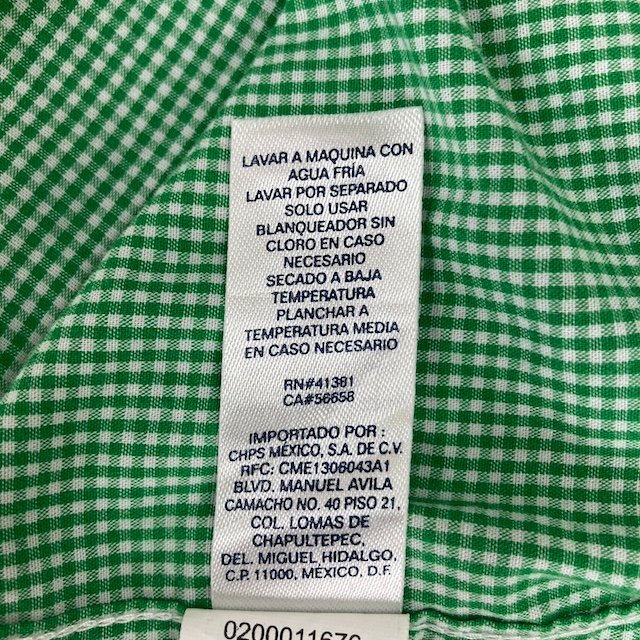 LAVAR A MAQUINA CON
AGUA FRÍA
LAVAR POR SEPARADO
SOLO USAR
BLANQUEADOR SIN
CLORO EN CASO
NECESARIO
SECADO A BAJA
TEMPERATURA
PLANCHAR A
TEMPERATURA MEDIA
EN CASO NECESARIO
RN#41381
CA#56658
IMPORTADO POR :
CHPS MÉXICO, S.A. DE C.V.
RFC: CME1306043A1
BLVD. MANUEL AVILA
CAMACHO NO. 40 PISO 21,
COL. LOMAS DE
CHAPULTEPEC,
DEL. MIGUEL HIDALGO,
C.P. 11000, MÉXICO, D.F.